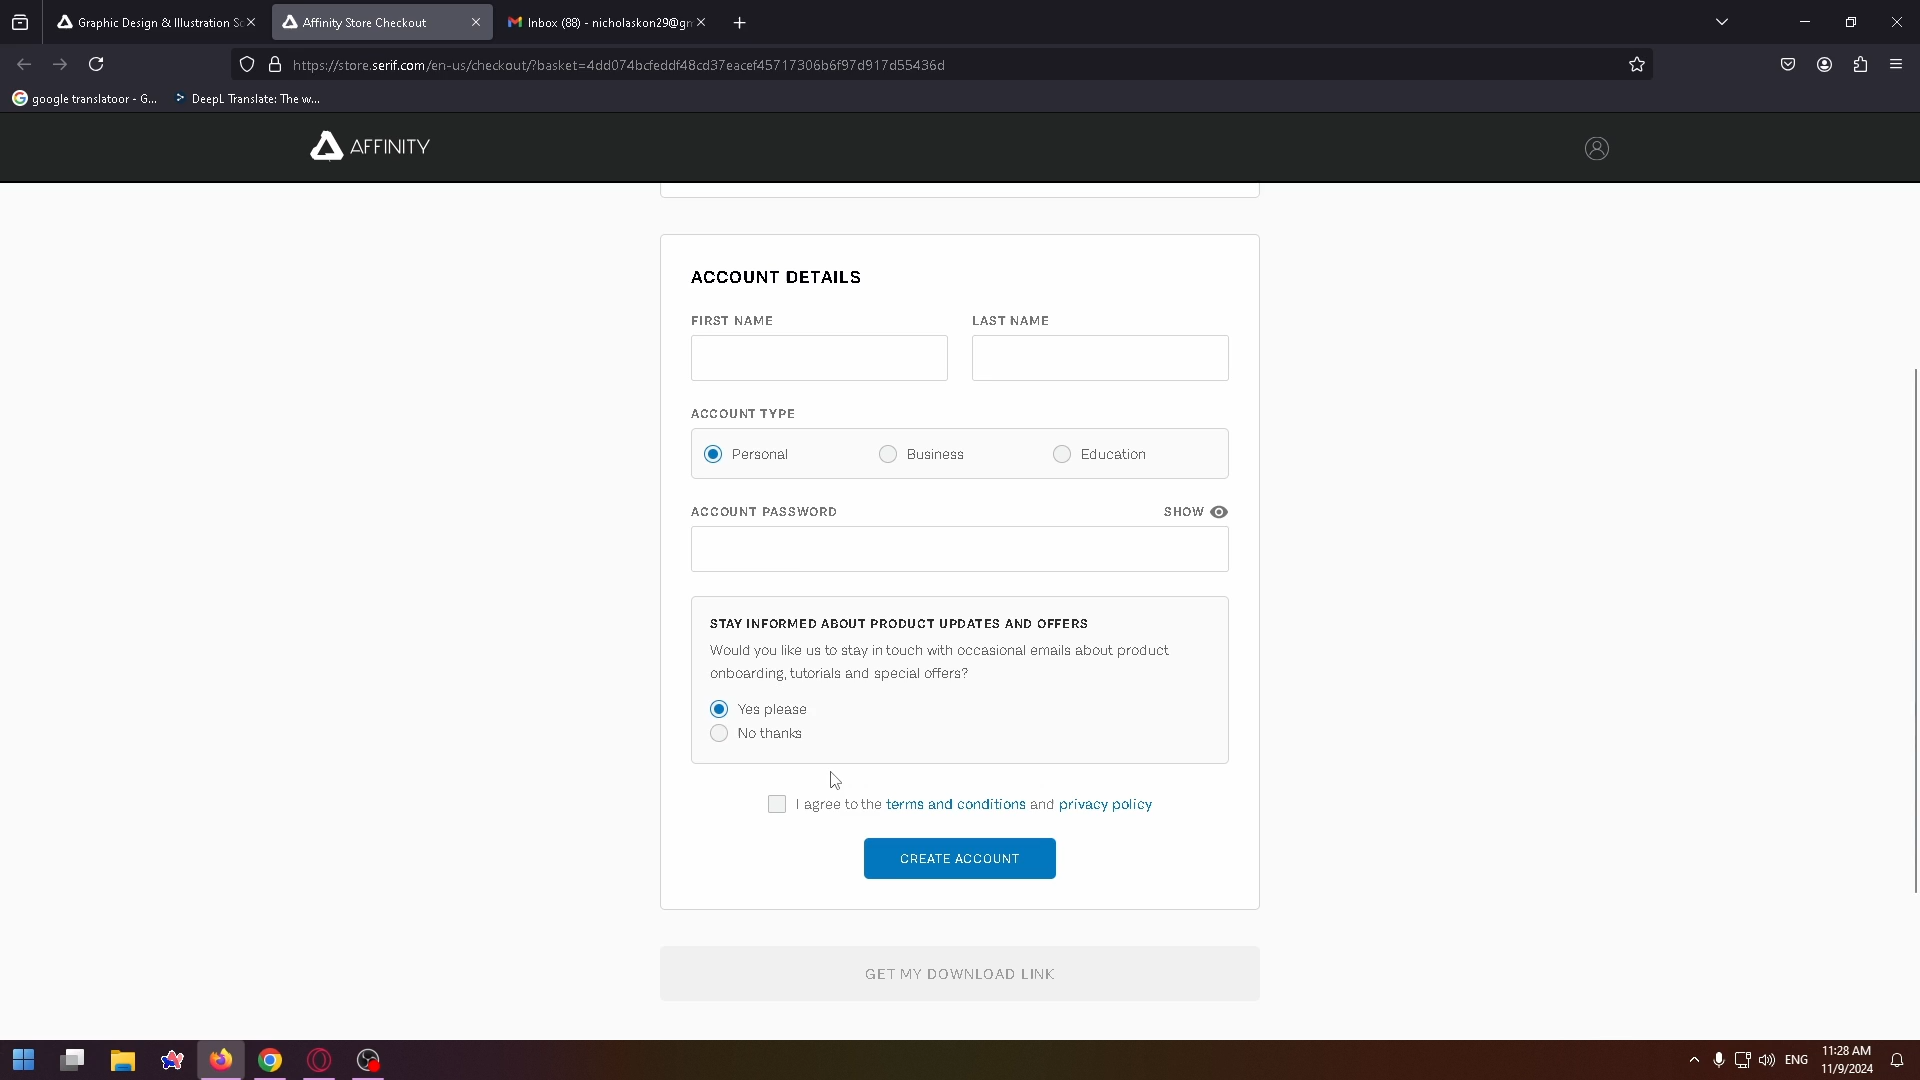 Graphic Design & Illustration So
Affinity Store Checkout
Inbox (88) - nicholaskon29@gm
https://store.serif.com/en-us/checkout/?basket=4dd074bcfeddf48cd37eacef45717306b6f97d917d55436d
google translatoor - G...
DeepL Translate: The w...
AFFINITY
ACCOUNT DETAILS
FIRST NAME
LAST NAME
ACCOUNT TYPE
Personal
Business
Education
ACCOUNT PASSWORD
SHOW
STAY INFORMED ABOUT PRODUCT UPDATES AND OFFERS
Would you like us to stay in touch with occasional emails about product
onboarding, tutorials and special offers?
Yes please
No thanks
I agree to the terms and conditions and privacy policy
CREATE ACCOUNT
GET MY DOWNLOAD LINK
ENG
11:28 AM
11/9/2024